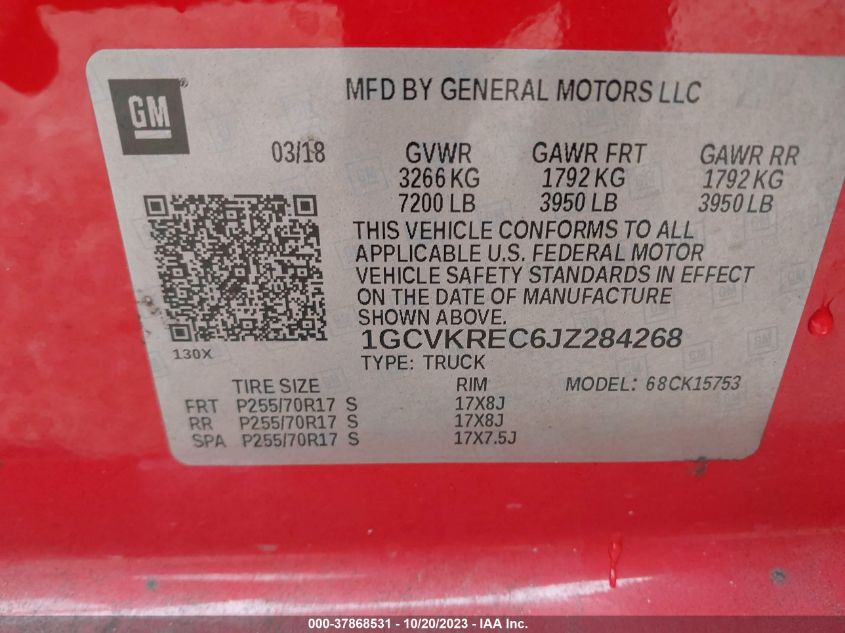 GM®
MFD BY GENERAL MOTORS LLC
03/18 GVWR GAWR FRT GAWR RR
3266 KG 1792 KG 1792 KG
7200 LB 3950 LB 3950 LB
THIS VEHICLE CONFORMS TO ALL
APPLICABLE U.S. FEDERAL MOTOR
VEHICLE SAFETY STANDARDS IN EFFECT
ON THE DATE OF MANUFACTURE
SHOWN ABOVE.
1GCVKREC6JZ284268
130X
TYPE: TRUCK
TIRE SIZE RIM MODEL: 68CK15753
FRT P255/70R17 S 17X8J
RR P255/70R17 S 17X8J
SPA P255/70R17 S 17X7.5J
000-37868531 - 10/20/2023 - IAA Inc.